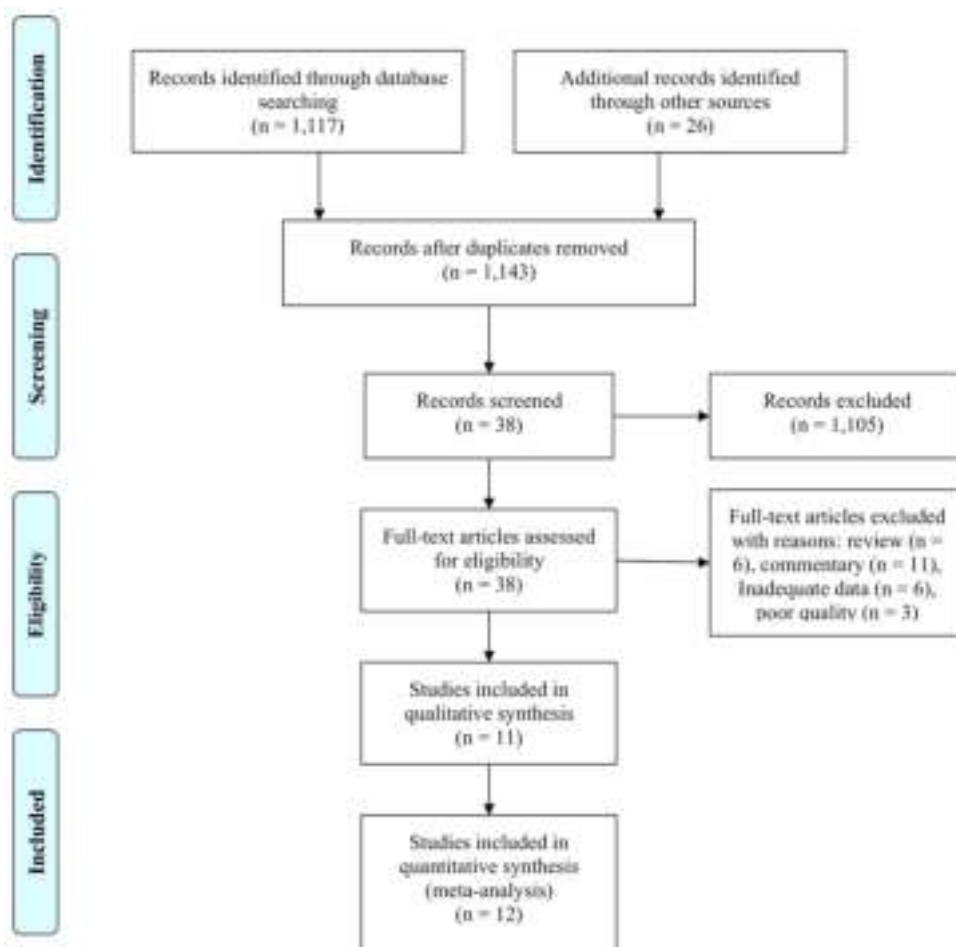 Identification
Records identified through database
searching
(n = 1,117)
Additional records identified
through other sources
(n = 26)
Records after duplicates removed
(n = 1,143)
Screening
Records screened
(n = 38)
Records excluded
(n = 1,105)
Eligibility
Full-text articles assessed
for eligibility
(n = 38)
Full-text articles excluded
with reasons: review (n =
6), commentary (n = 11),
Inadequate data (n = 6),
poor quality (n = 3)
Studies included in
qualitative synthesis
(n = 11)
Included
Studies included in
quantitative synthesis
(meta-analysis)
(n = 12)